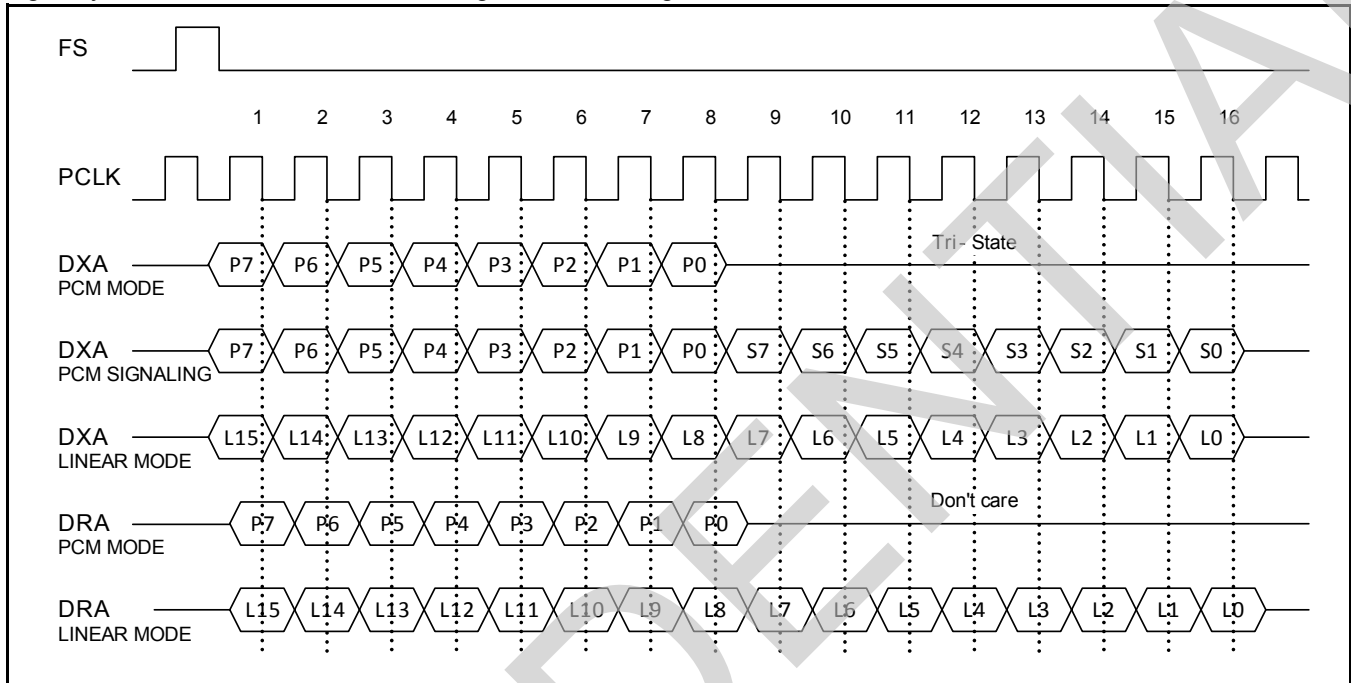 FS
1 2 3 4 5 6 7 8 9 10 11 12 13 14 15 16
PCLK
Tri - State
DXA P7 P6 P5 P4 P3 P2 P1 P0
PCM MODE
DXA P7 P6 P5 P4 P3 P2 P1 P0 S7 S6 S5 S4 S3 S2 S1 S0
PCM SIGNALING
DXA L15 L14 L13 L12 L11 L10 L9 L8 L7 L6 L5 L4 L3 L2 L1 L0
LINEAR MODE
Don't care
DRA P7 P6 P5 P4 P3 P2 P1 P0
PCM MODE
DRA L15 L14 L13 L12 L11 L10 L9 L8 L7 L6 L5 L4 L3 L2 L1 L0
LINEAR MODE
DENTIA